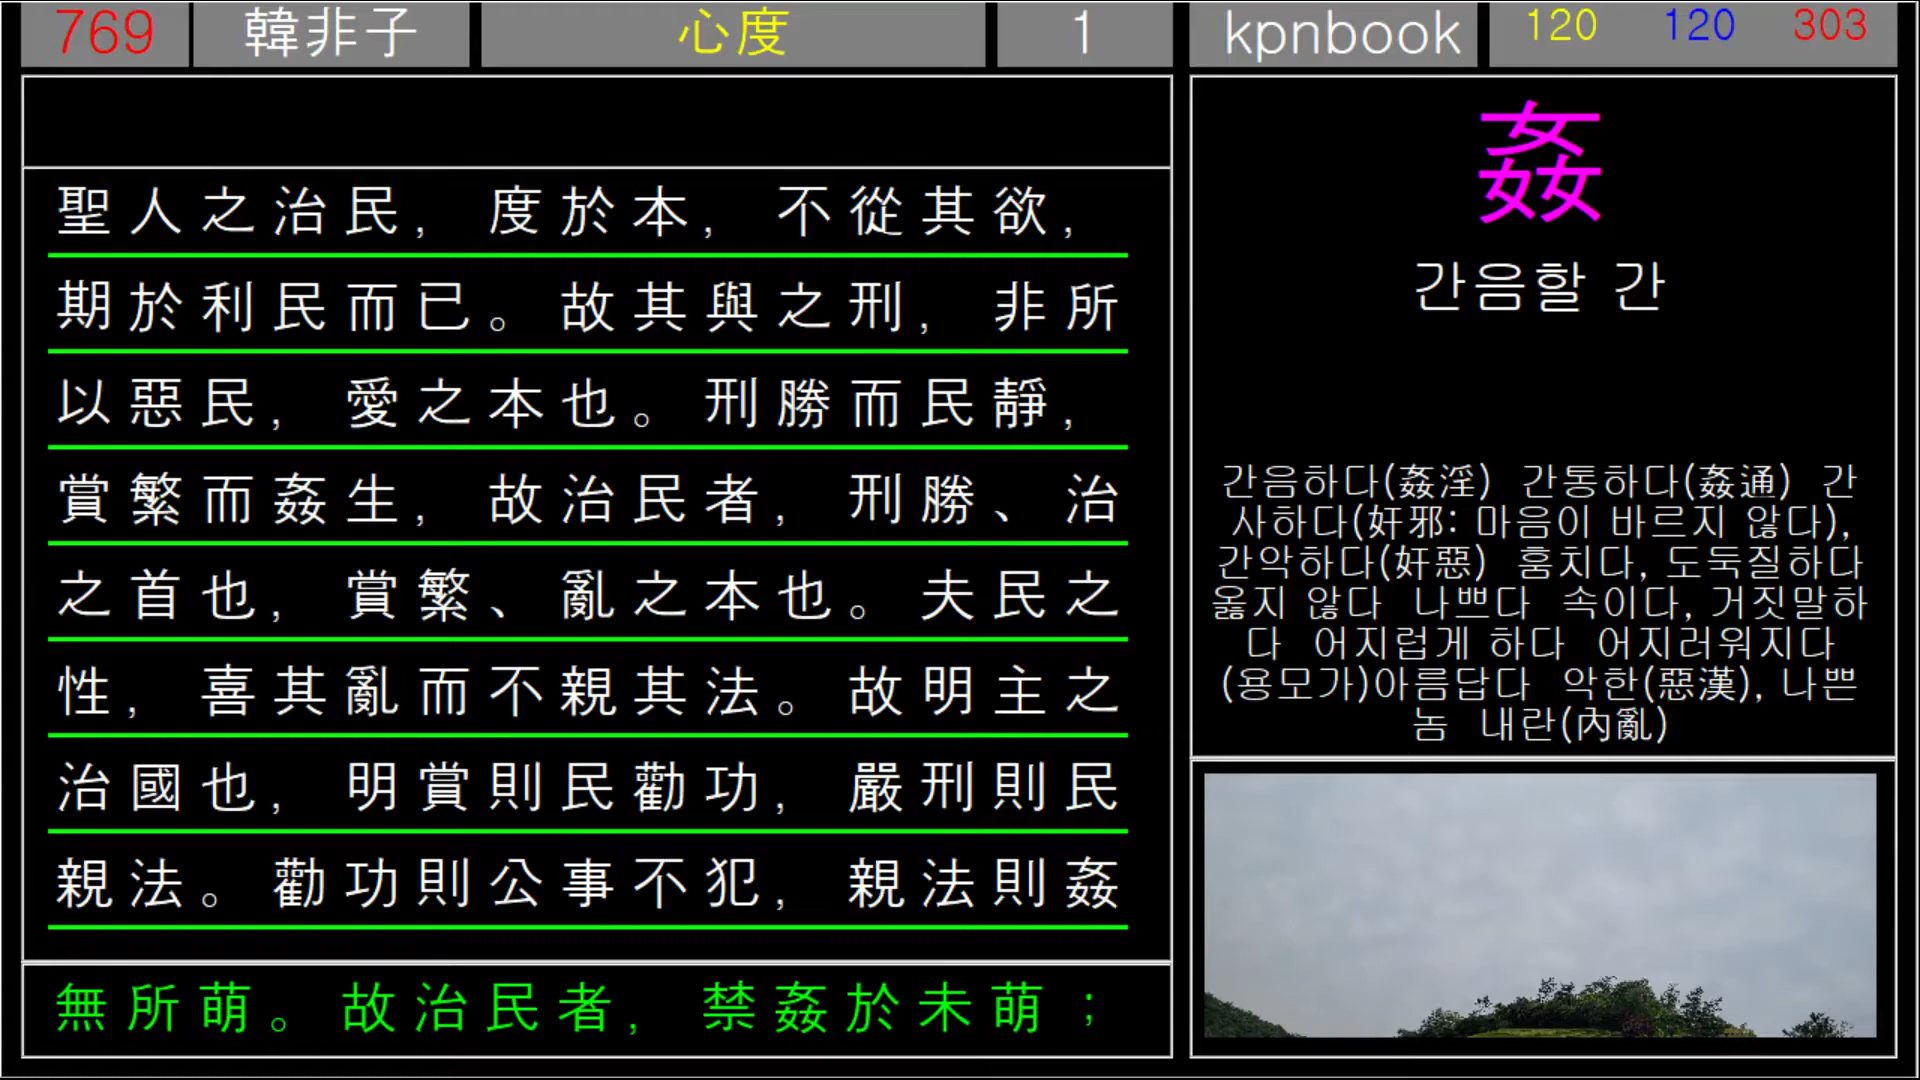 769 韓非子 心度 1 kpnbook 120 120 303
聖人之治民, 度於本, 不從其欲,
期於利民而已。故其與之刑, 非所
以惡民, 愛之本也。刑勝而民靜,
賞繁而姦生, 故治民者, 刑勝、治
之首也, 賞繁、亂之本也。夫民之
性, 喜其亂而不親其法。故明主之
治國也, 明賞則民勸功, 嚴刑則民
親法。勸功則公事不犯, 親法則姦
無所萌。故治民者, 禁姦於未萌;
姦
간음할 간
간음하다(姦淫) 간통하다(姦通) 간
사하다(奸邪: 마음이 바르지 않다),
간악하다(奸惡) 훔치다, 도둑질하다
옳지 않다 나쁘다 속이다, 거짓말하
다 어지럽게 하다 어지러워지다
(용모가)아름답다 악한(惡漢), 나쁜
놈 내란(內亂)